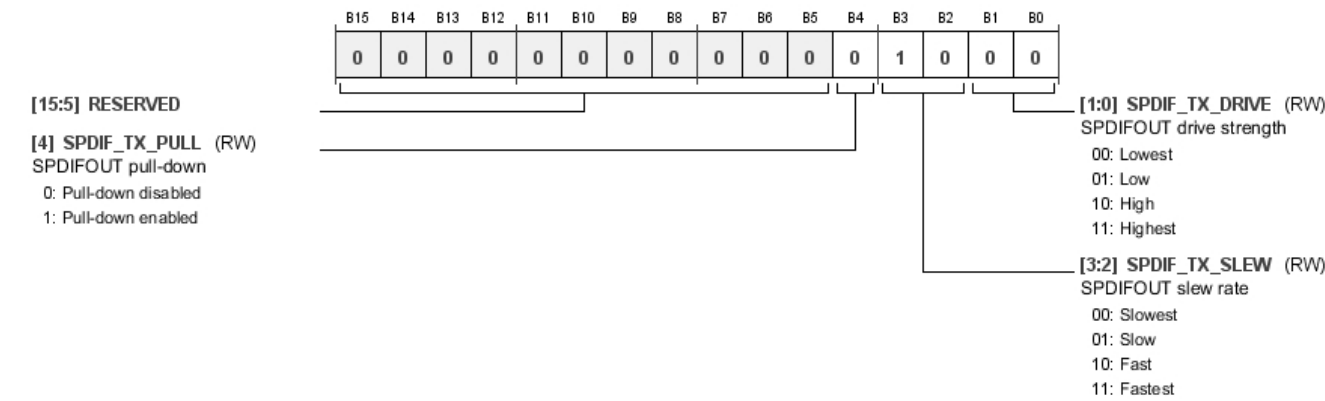 B15 B14 B13 B12 B11 B10 B9 B8 B7 B6 B5 B4 B3 B2 B1 B0
0 0 0 0 0 0 0 0 0 0 0 0 1 0 0 0
[15:5] RESERVED
[4] SPDIF_TX_PULL (RW)
SPDIFOUT pull-down
0: Pull-down disabled
1: Pull-down enabled
[1:0] SPDIF_TX_DRIVE (RW)
SPDIFOUT drive strength
00: Lowest
01: Low
10: High
11: Highest
[3:2] SPDIF_TX_SLEW (RW)
SPDIFOUT slew rate
00: Slowest
01: Slow
10: Fast
11: Fastest